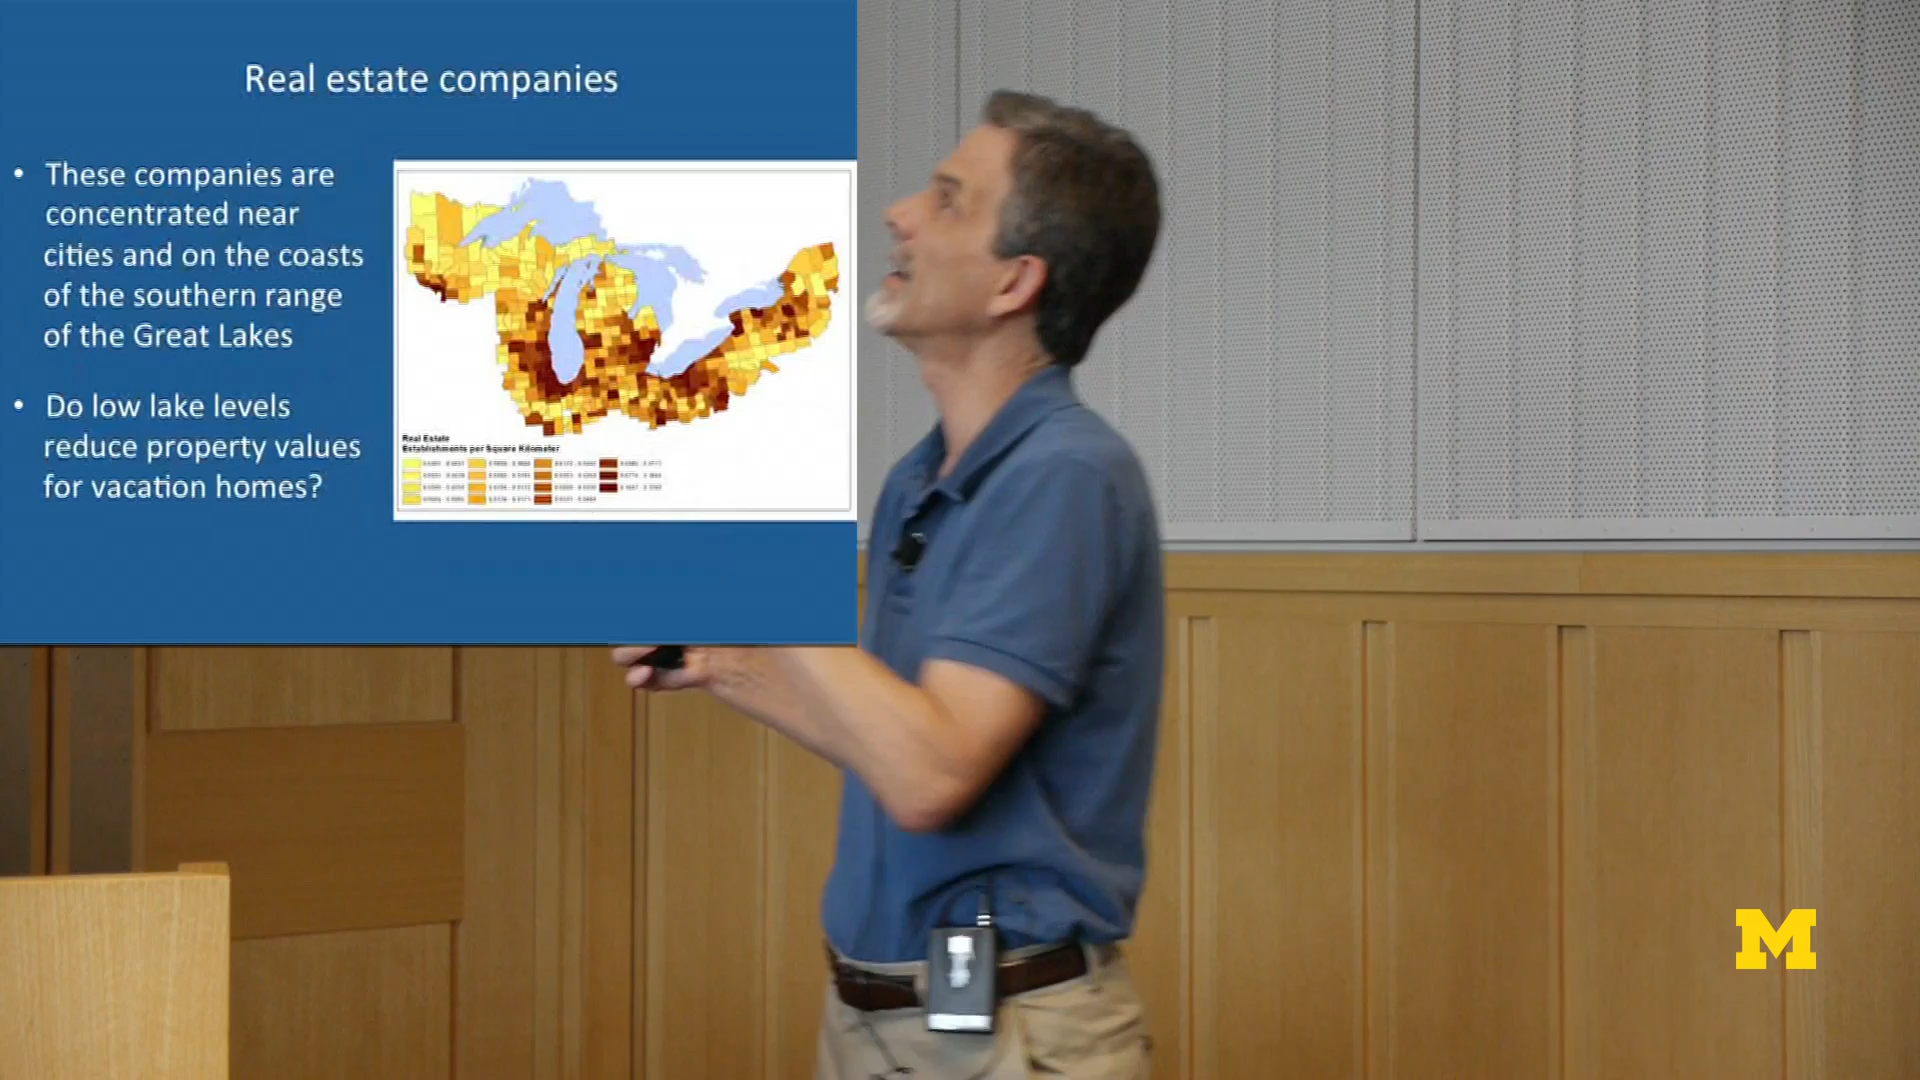 Real estate companies
• These companies are
concentrated near
cities and on the coasts
of the southern range
of the Great Lakes
• Do low lake levels
reduce property values
for vacation homes?
Real Estate
Establishments per Square Kilometer
M